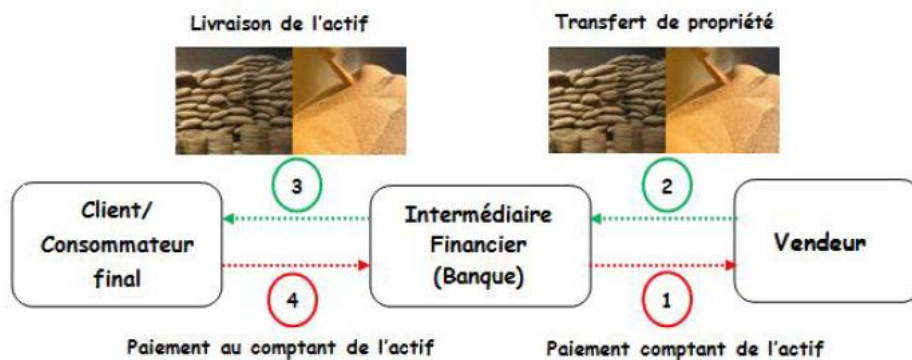 Livraison de l'actif
Transfert de propriété
3
2
Client/
Consommateur
final
Intermédiaire
Financier
(Banque)
Vendeur
4
1
Paiement au comptant de l'actif
Paiement comptant de l'actif